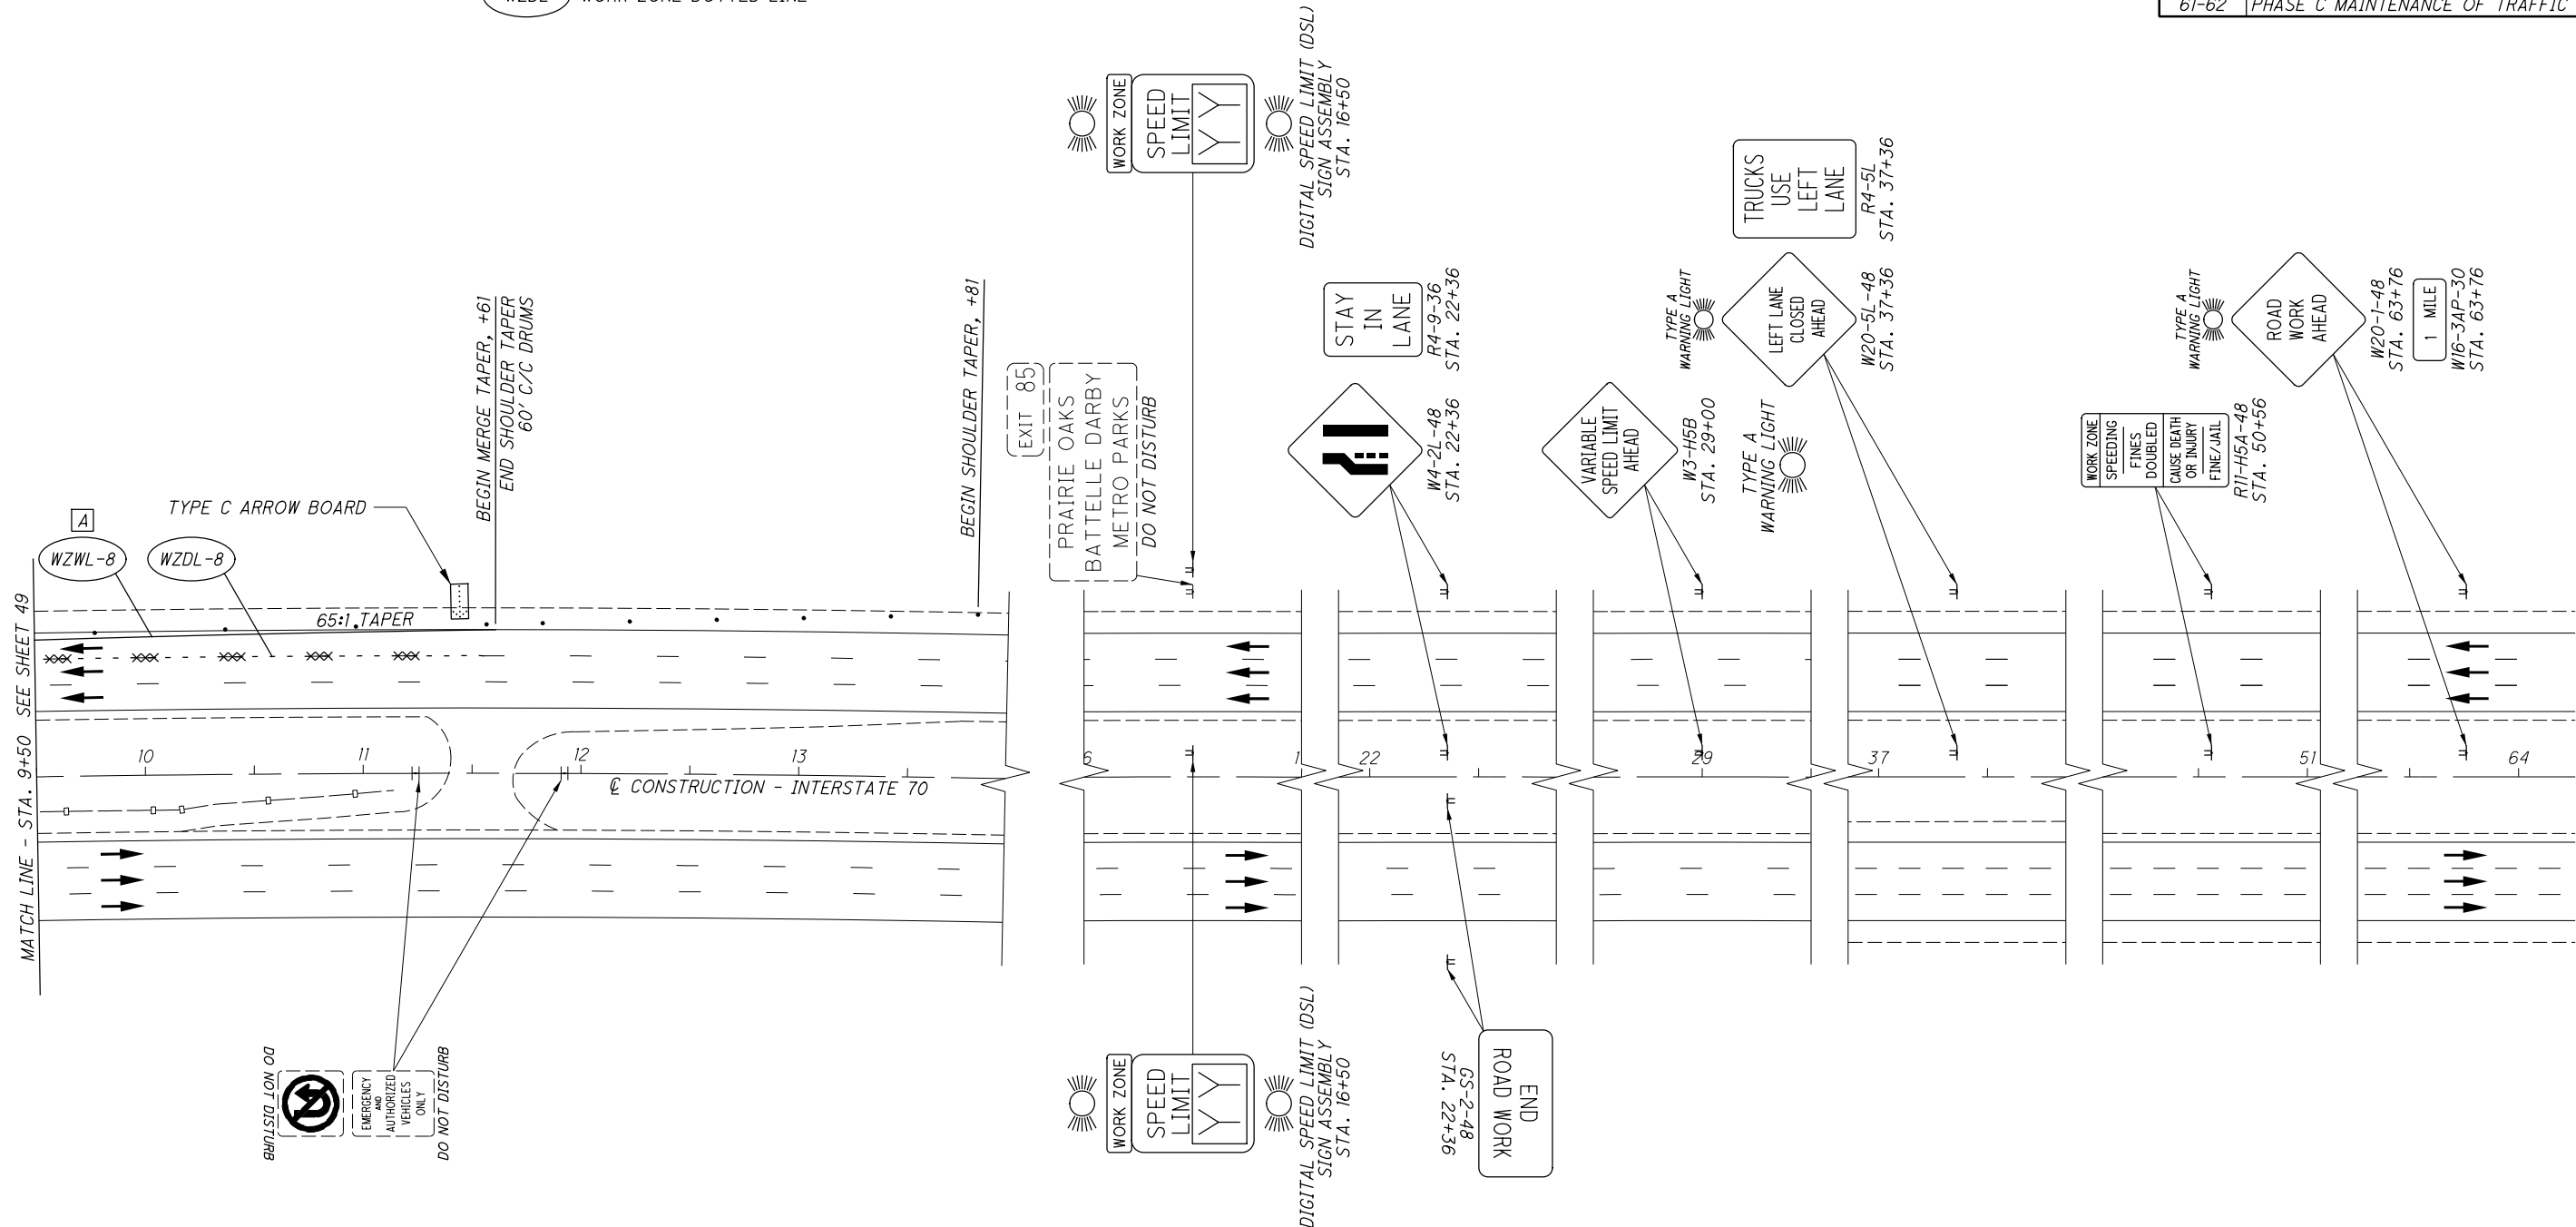 WORK ZONE DOTTED LINE
61-62 PHASE C MAINTENANCE OF TRAFFIC
WORK ZONE
SPEED
LIMIT
YY
DIGITAL SPEED LIMIT (DSL)
SIGN ASSEMBLY
STA. 16+50
TRUCKS
USE
LEFT
LANE
R4-5L
STA. 37+36
STAY
IN
LANE
R4-9-36
STA. 22+36
TYPE A
WARNING LIGHT
LEFT LANE
CLOSED
AHEAD
W20-5L-48
STA. 37+36
TYPE A
WARNING LIGHT
ROAD
WORK
AHEAD
W20-1-48
STA. 63+76
1 MILE
W16-3AP-30
STA. 63+76
BEGIN MERGE TAPER, +61
END SHOULDER TAPER
60' C/C DRUMS
BEGIN SHOULDER TAPER, +81
EXIT 85
PRAIRIE OAKS
BATTELLE DARBY
METRO PARKS
DO NOT DISTURB
W4-2L-48
STA. 22+36
VARIABLE
SPEED LIMIT
AHEAD
W3-H5B
STA. 29+00
TYPE A
WARNING LIGHT
WORK ZONE
SPEEDING
FINES
DOUBLED
CAUSE DEATH
OR INJURY
FINE/JAIL
R11-H5A-48
STA. 50+56
TYPE C ARROW BOARD
A
WZWL-8
WZDL-8
65:1 TAPER
MATCH LINE - STA. 9+50 SEE SHEET 49
10
11
12
13
6
1
22
29
37
51
64
℄ CONSTRUCTION - INTERSTATE 70
DO NOT DISTURB
EMERGENCY
AND
AUTHORIZED
VEHICLES
ONLY
DO NOT DISTURB
WORK ZONE
SPEED
LIMIT
YY
DIGITAL SPEED LIMIT (DSL)
SIGN ASSEMBLY
STA. 16+50
END
ROAD WORK
GS-2-48
STA. 22+36